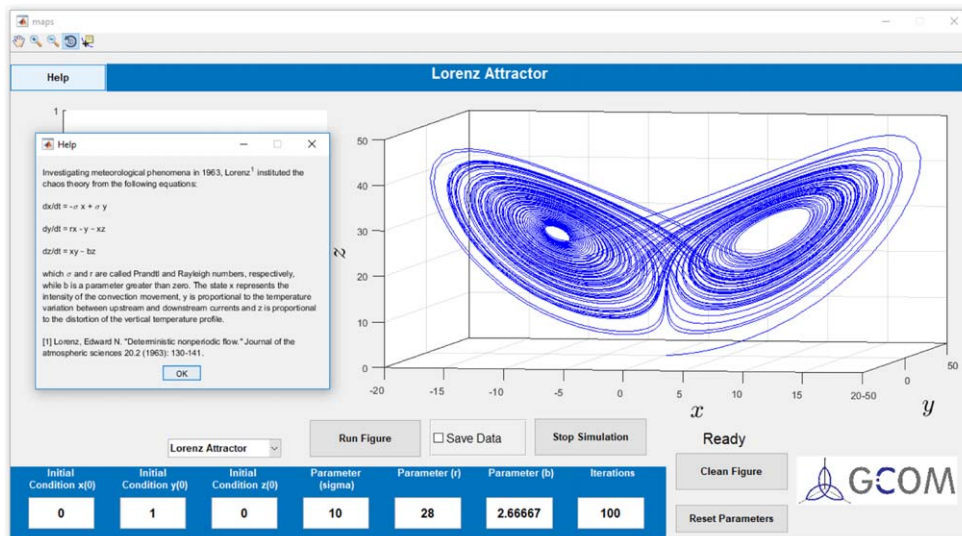 maps
Help
Lorenz Attractor
1
Help
Investigating meteorological phenomena in 1963, Lorenz1 instituted the
chaos theory from the following equations:
dx/dt = -σ x + σ y
dy/dt = rx - y – xz
dz/dt = xy – bz
which σ and r are called Prandtl and Rayleigh numbers, respectively,
while b is a parameter greater than zero. The state x represents the
intensity of the convection movement, y is proportional to the temperature
variation between upstream and downstream currents and z is proportional
to the distortion of the vertical temperature profile.
[1] Lorenz, Edward N. "Deterministic nonperiodic flow." Journal of the
atmospheric sciences 20.2 (1963): 130-141.
OK
50
40
30
20
10
0
z
-20
-15
-10
-5
0
5
10
15
20
-50
0
50
x
y
Lorenz Attractor
Run Figure
Save Data
Stop Simulation
Ready
Clean Figure
Reset Parameters
GCOM
Initial
Condition x(0)
Initial
Condition y(0)
Initial
Condition z(0)
Parameter
(sigma)
Parameter (r)
Parameter (b)
Iterations
0
1
0
10
28
2.66667
100